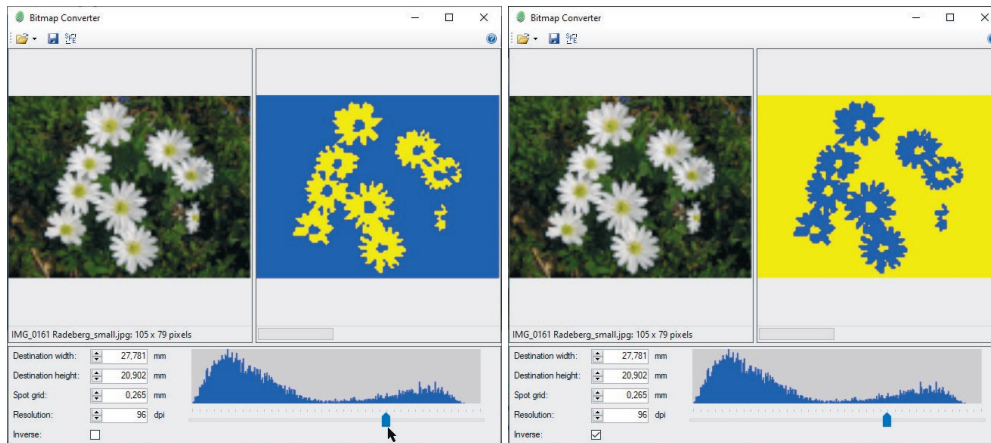 Bitmap Converter
IMG_0161 Radeberg_small.jpg: 105 x 79 pixels
Destination width: 27,781 mm
Destination height: 20,902 mm
Spot grid: 0,265 mm
Resolution: 96 dpi
Inverse:
Bitmap Converter
IMG_0161 Radeberg_small.jpg: 105 x 79 pixels
Destination width: 27,781 mm
Destination height: 20,902 mm
Spot grid: 0,265 mm
Resolution: 96 dpi
Inverse: